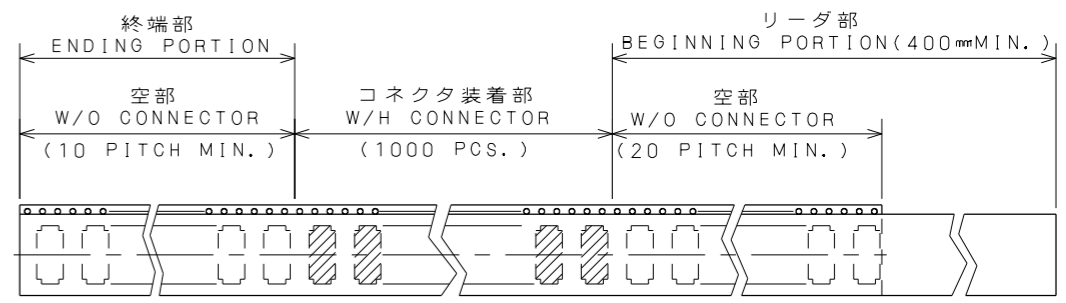 終端部
ENDING PORTION
リーダ部
BEGINNING PORTION(400㎜MIN.)
空部
W/O CONNECTOR
(10 PITCH MIN.)
コネクタ装着部
W/H CONNECTOR
(1000 PCS.)
空部
W/O CONNECTOR
(20 PITCH MIN.)